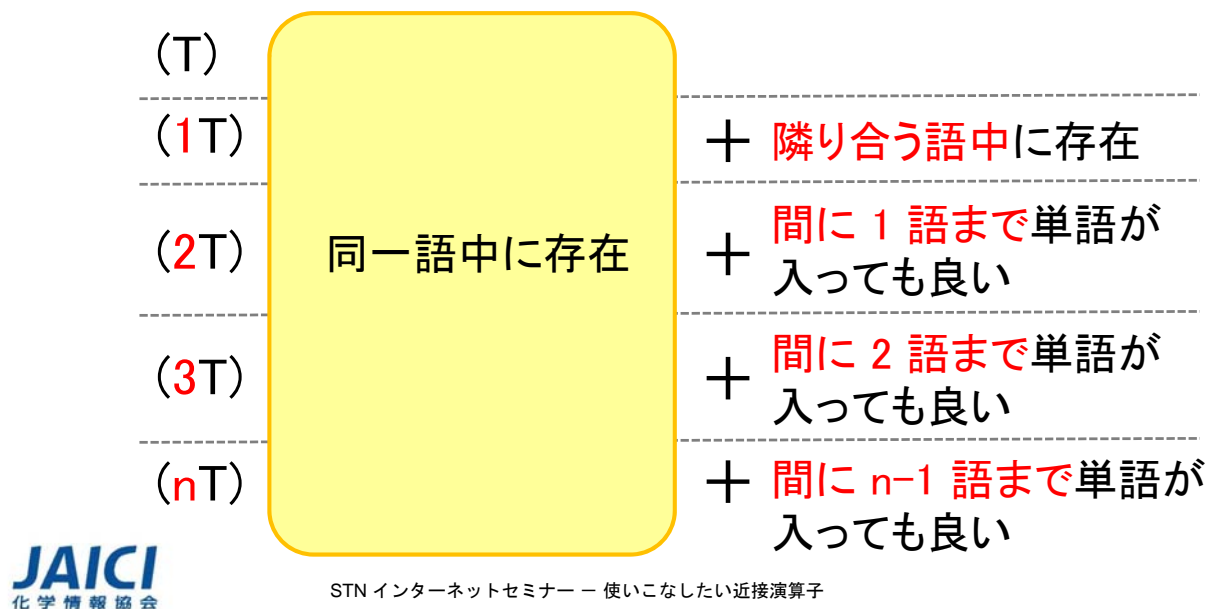 (T)
(1T)
＋ 隣り合う語中に存在
(2T)
同一語中に存在
＋ 間に 1 語まで単語が
入っても良い
(3T)
＋ 間に 2 語まで単語が
入っても良い
(nT)
＋ 間に n-1 語まで単語が
入っても良い
JAICI
化学情報協会
STN インターネットセミナー － 使いこなしたい近接演算子